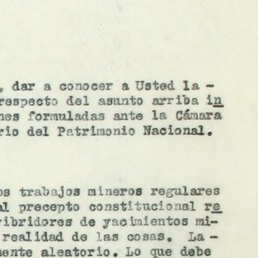 , dar a conocer a Usted la-
respecto del asunto arriba in
nes formuladas ante la Cámara
rio del Patrimonio Nacional.
os trabajos mineros regulares
al precepto constitucional re
ribridores de yacimientos mi-
realidad de las cosas. La-
mente aleatorio. Lo que debe